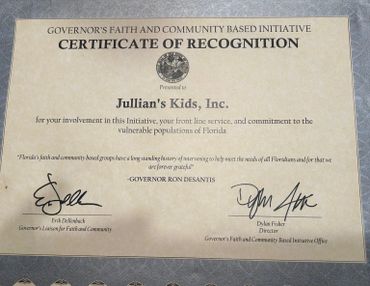 GOVERNOR'S FAITH AND COMMUNITY BASED INITIATIVE
CERTIFICATE OF RECOGNITION
Presented to
Jullian's Kids, Inc.
for your involvement in this Initiative, your front line service, and commitment to the
vulnerable populations of Florida
"Florida's faith and community-based groups have a long standing history of intervening to help meet the needs of all Floridians and for that we
are forever grateful"
-GOVERNOR RON DESANTIS
Erik Dellenback
Governor's Liaison for Faith and Community
Dylan Fisher
Director
Governor's Faith and Community Based Initiative Office